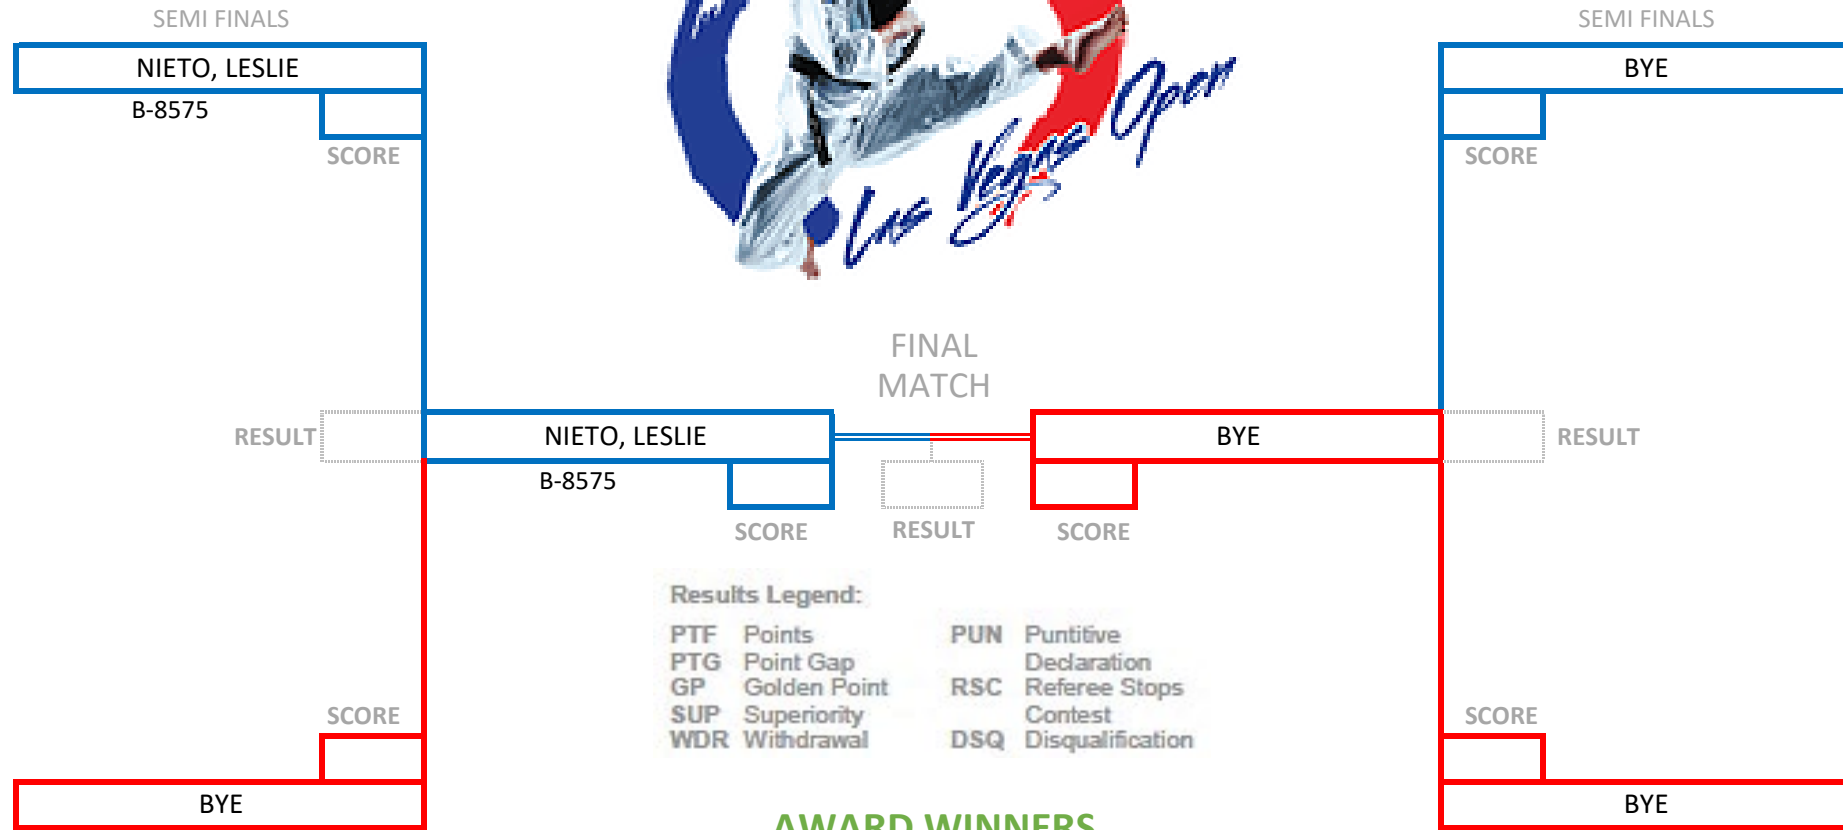 SEMI FINALS
SEMI FINALS
NIETO, LESLIE
B-8575
SCORE
BYE
SCORE
Las Vegas Open
FINAL
MATCH
RESULT
NIETO, LESLIE
B-8575
SCORE
RESULT
BYE
SCORE
RESULT
Results Legend:
PTF Points
PTG Point Gap
GP Golden Point
SUP Superiority
WDR Withdrawal
PUN Puntitive
Declaration
RSC Referee Stops
Contest
DSQ Disqualification
SCORE
BYE
SCORE
BYE
AWARD WINNERS